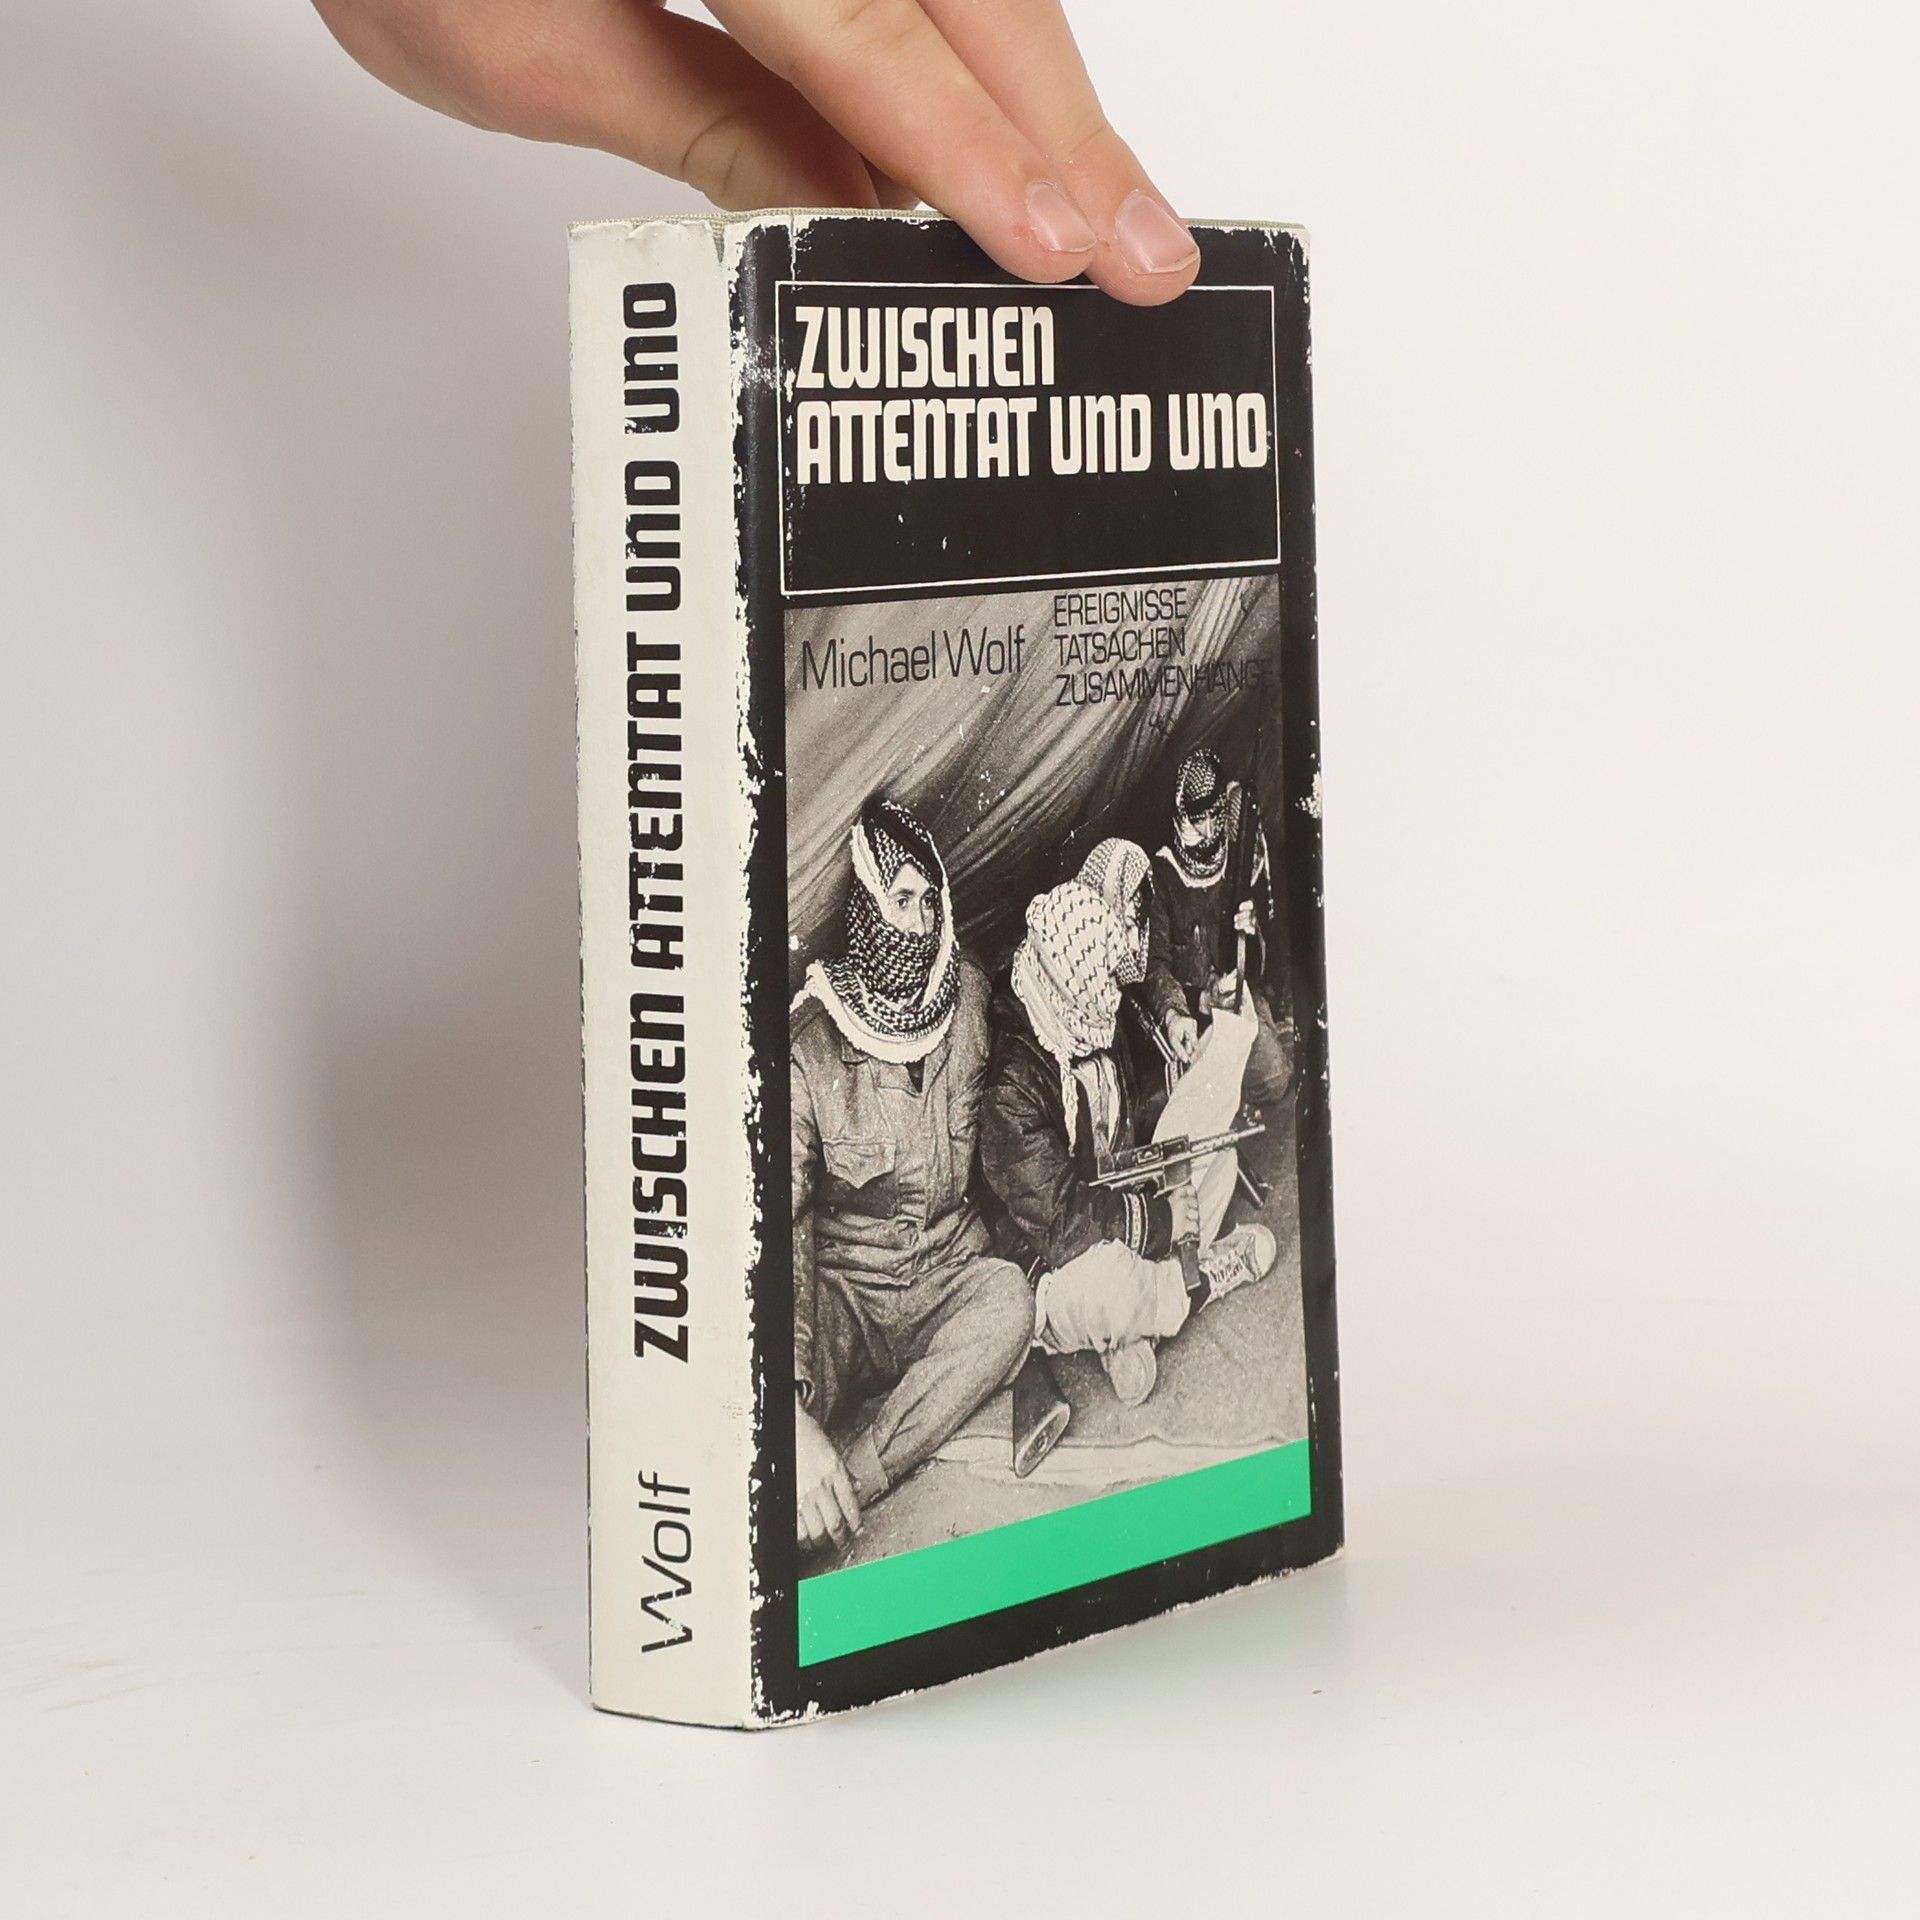 ZWISCHEN
ATTENTAT UND UNO
Michael Wolf
EREIGNISSE
TATSACHEN
ZUSAMMENHÄNGE
Wolf ZWISCHEN ATTENTAT UND UNO